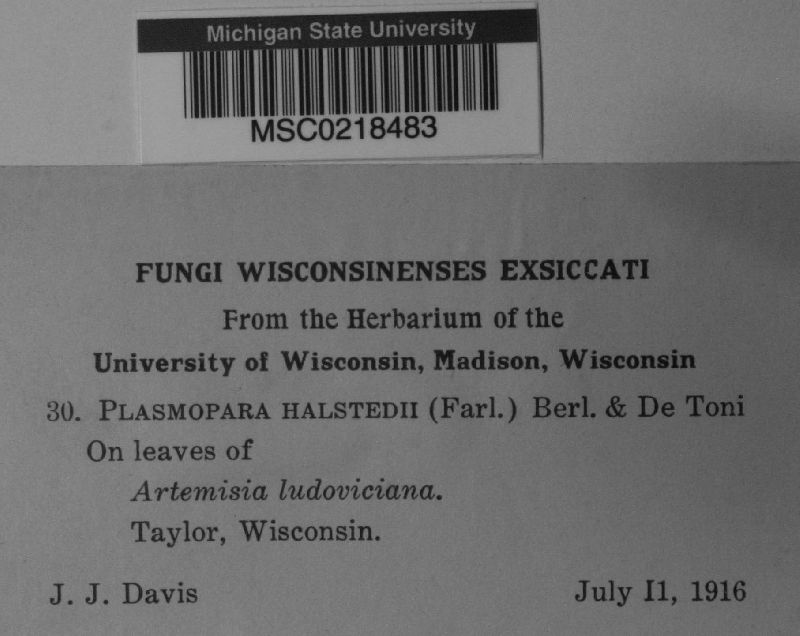 Michigan State University
MSC0218483
FUNGI WISCONSINENSES EXSICCATI
From the Herbarium of the
University of Wisconsin, Madison, Wisconsin
30. PLASMOPARA HALSTEDII (Farl.) Berl. & De Toni
On leaves of
Artemisia ludoviciana.
Taylor, Wisconsin.
J. J. Davis July I1, 1916